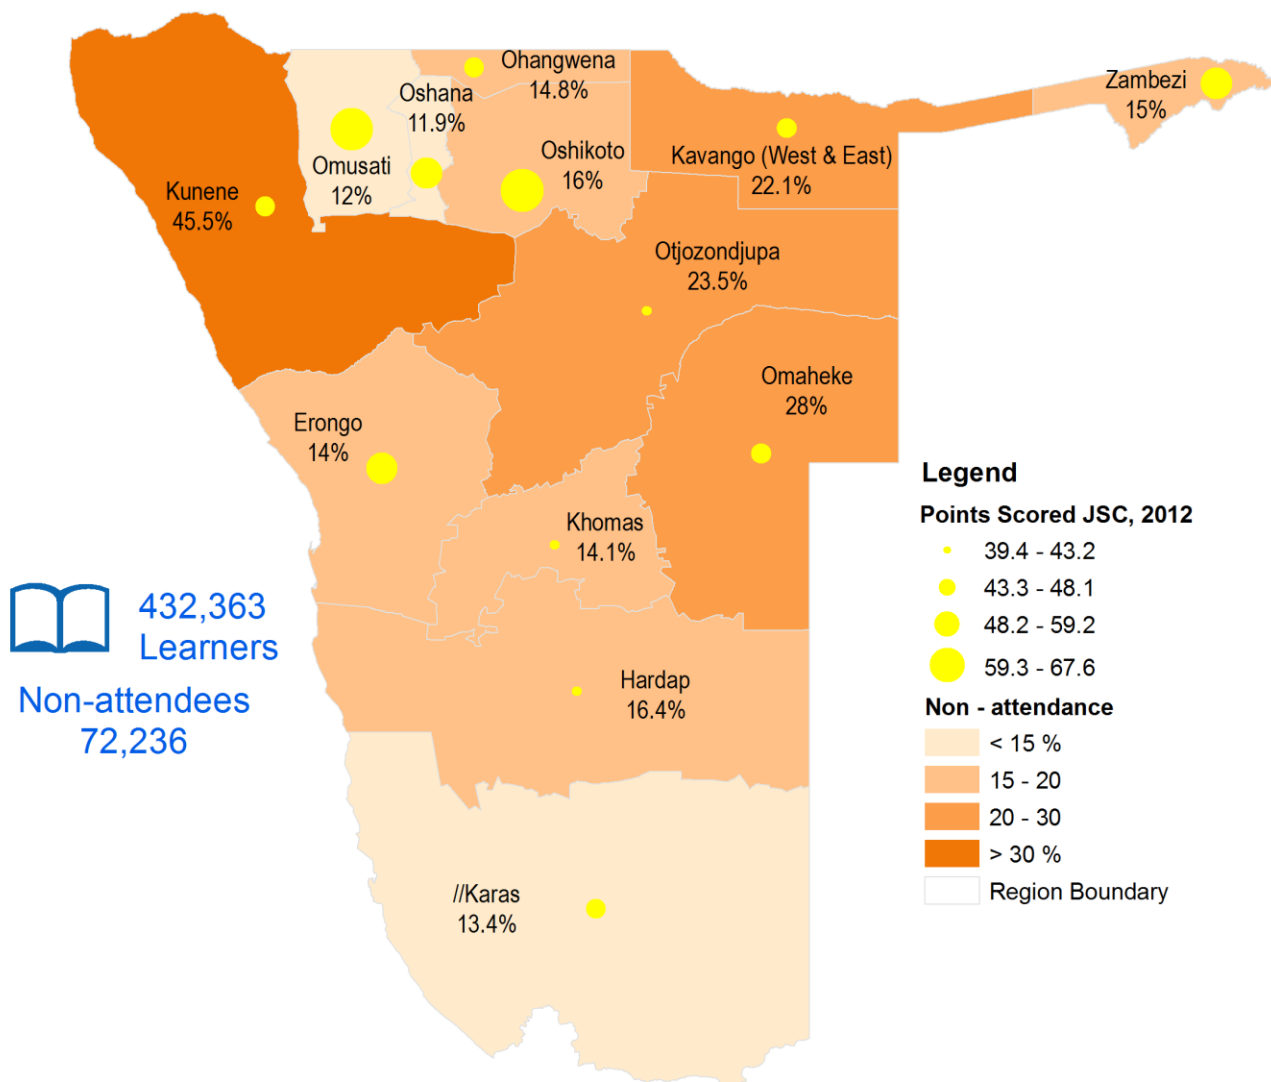 Ohangwena
14.8%
Zambezi
15%
Oshana
11.9%
Oshikoto
16%
Kavango (West & East)
22.1%
Omusati
12%
Kunene
45.5%
Otjozondjupa
23.5%
Omaheke
28%
Erongo
14%
Khomas
14.1%
Hardap
16.4%
//Karas
13.4%
432,363
Learners
Non-attendees
72,236
Legend
Points Scored JSC, 2012
39.4 - 43.2
43.3 - 48.1
48.2 - 59.2
59.3 - 67.6
Non - attendance
< 15 %
15 - 20
20 - 30
> 30 %
Region Boundary